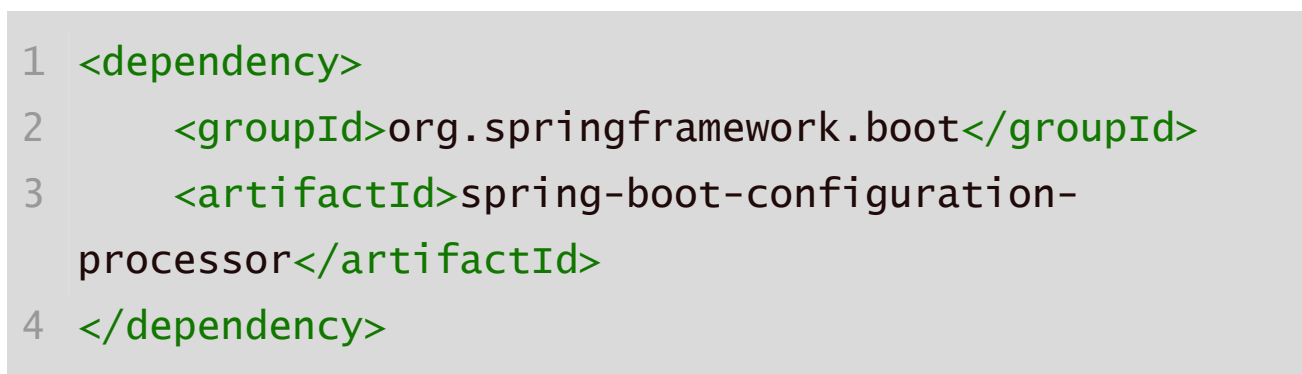 1 <dependency>
2     <groupId>org.springframework.boot</groupId>
3     <artifactId>spring-boot-configuration-
processor</artifactId>
4 </dependency>